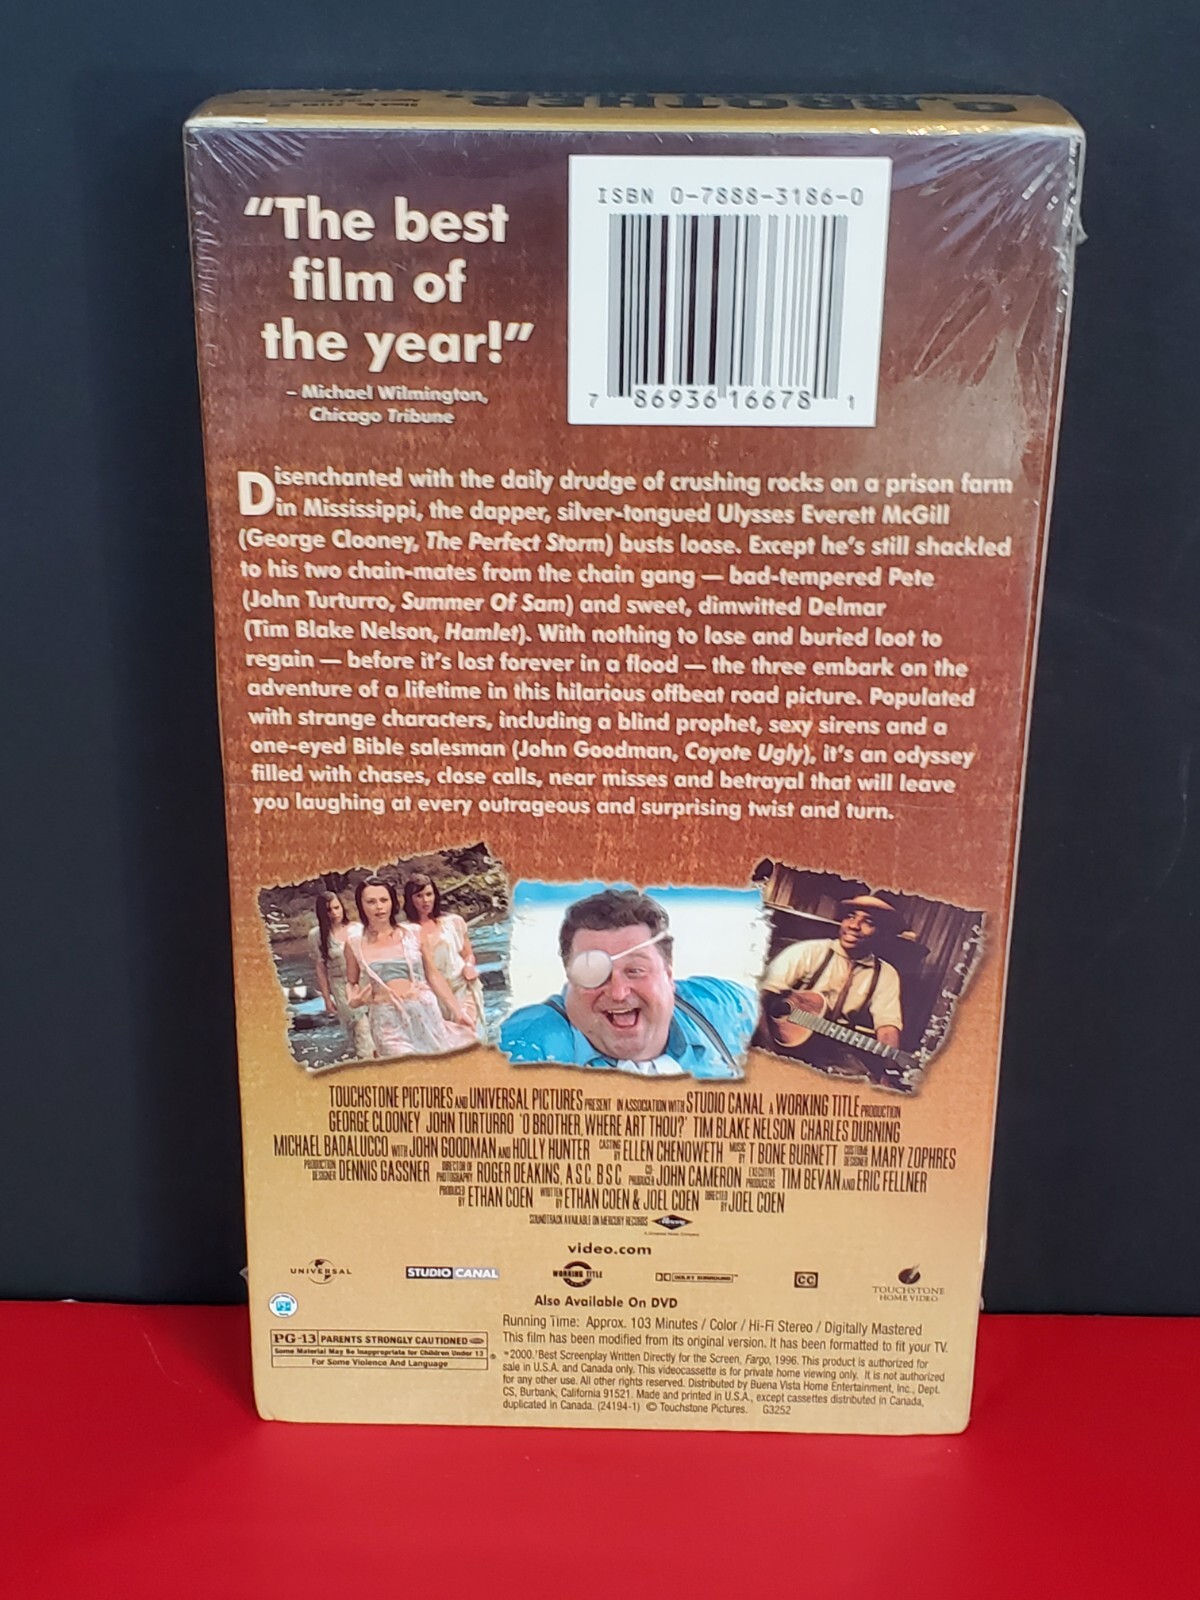 O BROTHER
"The best
film of
the year!"
– Michael Wilmington,
Chicago Tribune
ISBN 0-7888-3186-0
7 86936 16678 1
Disenchanted with the daily drudge of crushing rocks on a prison farm
in Mississippi, the dapper, silver-tongued Ulysses Everett McGill
(George Clooney, The Perfect Storm) busts loose. Except he's still shackled
to his two chain-mates from the chain gang — bad-tempered Pete
(John Turturro, Summer Of Sam) and sweet, dimwitted Delmar
(Tim Blake Nelson, Hamlet). With nothing to lose and buried loot to
regain — before it's lost forever in a flood — the three embark on the
adventure of a lifetime in this hilarious offbeat road picture. Populated
with strange characters, including a blind prophet, sexy sirens and a
one-eyed Bible salesman (John Goodman, Coyote Ugly), it's an odyssey
filled with chases, close calls, near misses and betrayal that will leave
you laughing at every outrageous and surprising twist and turn.
TOUCHSTONE PICTURES AND UNIVERSAL PICTURES PRESENT IN ASSOCIATION WITH STUDIO CANAL A WORKING TITLE PRODUCTION
GEORGE CLOONEY JOHN TURTURRO 'O BROTHER, WHERE ART THOU?' TIM BLAKE NELSON CHARLES DURNING
MICHAEL BADALUCCO WITH JOHN GOODMAN AND HOLLY HUNTER CASTING BY ELLEN CHENOWETH MUSIC BY T BONE BURNETT COSTUME DESIGNER MARY ZOPHRES
PRODUCTION DESIGNER DENNIS GASSNER DIRECTOR OF PHOTOGRAPHY ROGER DEAKINS, A.S.C. B.S.C. CO-PRODUCER JOHN CAMERON EXECUTIVE PRODUCERS TIM BEVAN AND ERIC FELLNER
PRODUCED BY ETHAN COEN WRITTEN BY ETHAN COEN & JOEL COEN DIRECTED BY JOEL COEN
SOUNDTRACK AVAILABLE ON MERCURY RECORDS
video.com
UNIVERSAL STUDIO CANAL WORKING TITLE DOLBY SURROUND CC TOUCHSTONE
HOME VIDEO
Also Available On DVD
PG-13 PARENTS STRONGLY CAUTIONED
Some Material May Be Inappropriate for Children Under 13
For Some Violence And Language
Running Time: Approx. 103 Minutes / Color / Hi-Fi Stereo / Digitally Mastered
This film has been modified from its original version. It has been formatted to fit your TV.
*2000. †Best Screenplay Written Directly for the Screen, Fargo, 1996. This product is authorized for
sale in U.S.A. and Canada only. This videocassette is for private home viewing only. It is not authorized
for any other use. All other rights reserved. Distributed by Buena Vista Home Entertainment, Inc., Dept.
CS, Burbank, California 91521. Made and printed in U.S.A., except cassettes distributed in Canada,
duplicated in Canada. (24194-1) © Touchstone Pictures. G3252